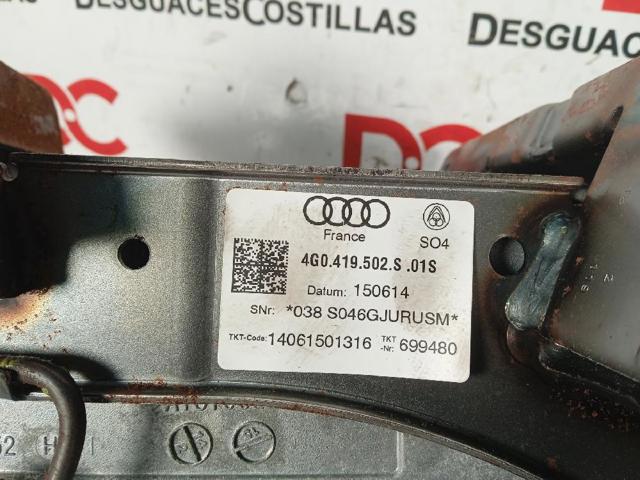 DESGUACESCOSTILLAS
DESGUAC
France
SO4
4G0.419.502.S .01S
Datum: 150614
SNr: *038 S046GJURUSM*
TKT-Code: 14061501316 TKT -Nr: 699480